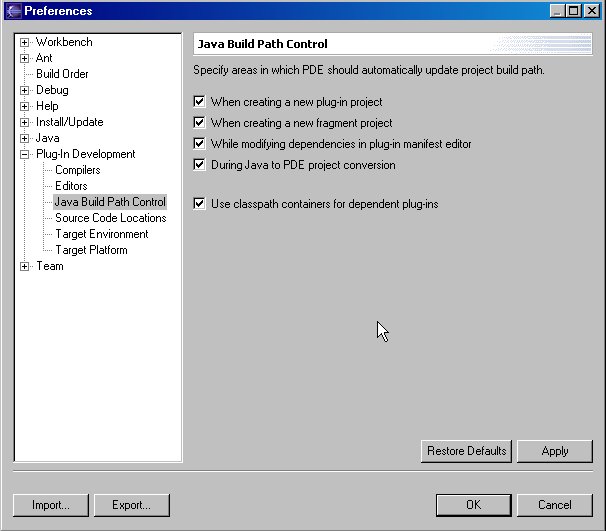 Preferences
Workbench
Ant
Build Order
Debug
Help
Install/Update
Java
Plug-In Development
Compilers
Editors
Java Build Path Control
Source Code Locations
Target Environment
Target Platform
Team
Java Build Path Control
Specify areas in which PDE should automatically update project build path.
When creating a new plug-in project
When creating a new fragment project
While modifying dependencies in plug-in manifest editor
During Java to PDE project conversion
Use classpath containers for dependent plug-ins
Restore Defaults
Apply
Import...
Export...
OK
Cancel